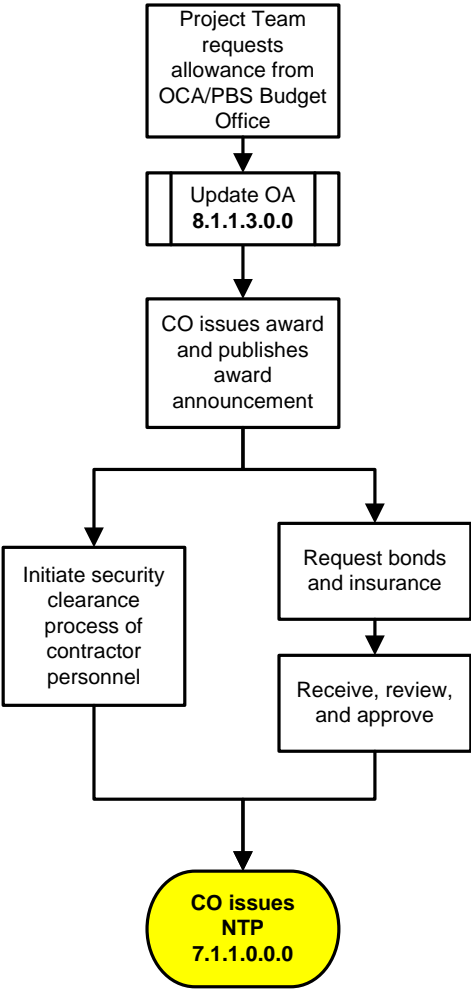 Project Team
requests
allowance from
OCA/PBS Budget
Office
Update OA
8.1.1.3.0.0
CO issues award
and publishes
award
announcement
Initiate security
clearance
process of
contractor
personnel
Request bonds
and insurance
Receive, review,
and approve
CO issues
NTP
7.1.1.0.0.0